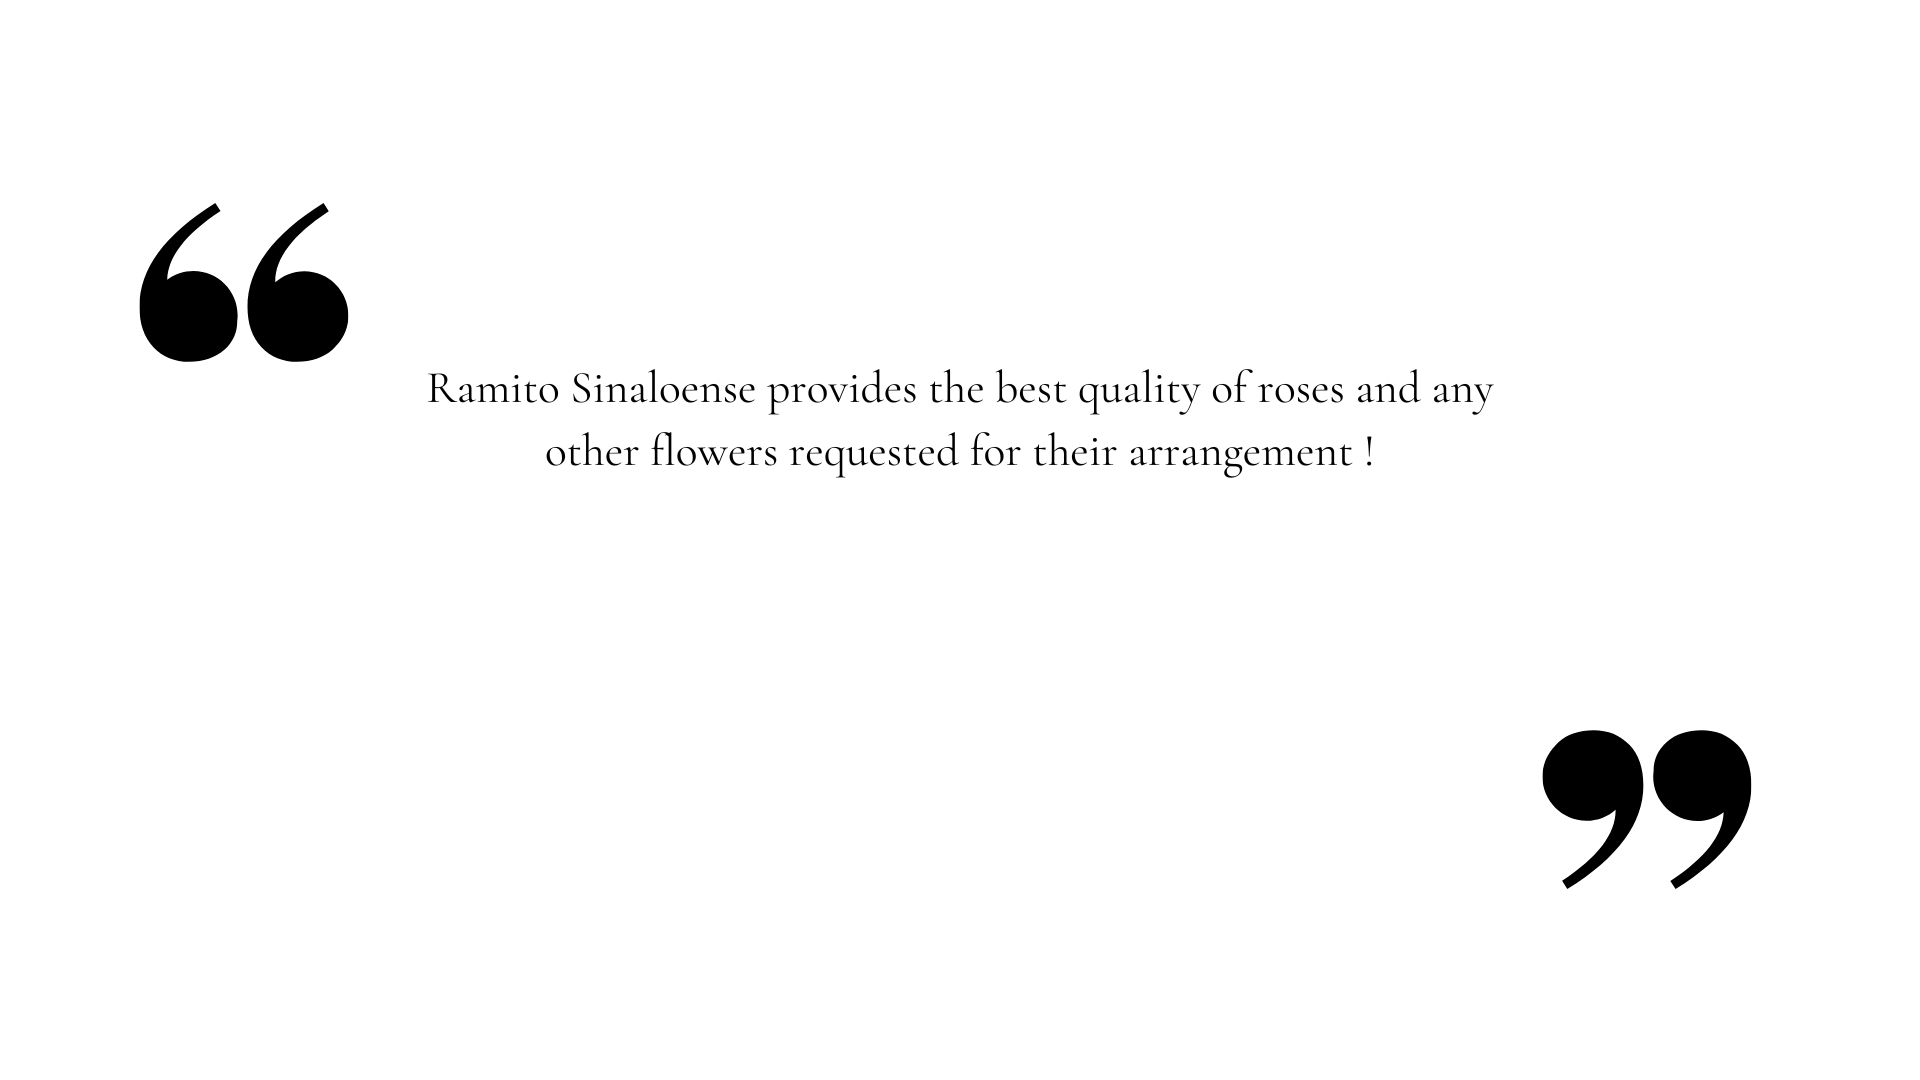 “
Ramito Sinaloense provides the best quality of roses and any
other flowers requested for their arrangement !
”